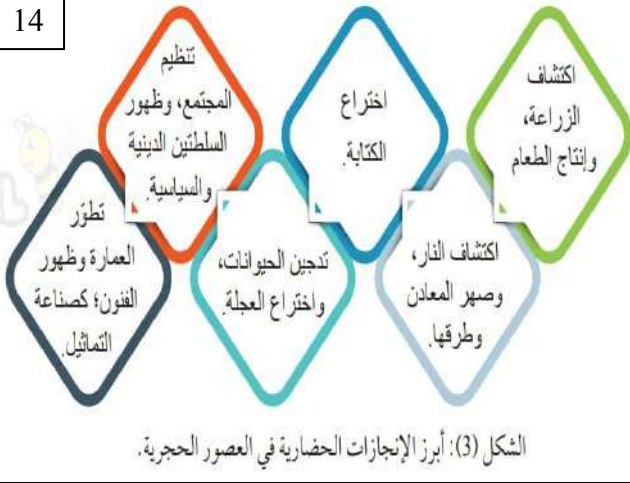 14
اكتشاف
الزراعة،
وإنتاج الطعام
اكتشاف النار،
وصهر المعادن
وطرقها.
اختراع
الكتابة.
تدجين الحيوانات،
واختراع العجلة.
تنظيم
المجتمع، وظهور
السلطتين الدينية
والسياسية.
تطوّر
العمارة وظهور
الفنون؛ كصناعة
التماثيل.
الشكل (3): أبرز الإنجازات الحضارية في العصور الحجرية.